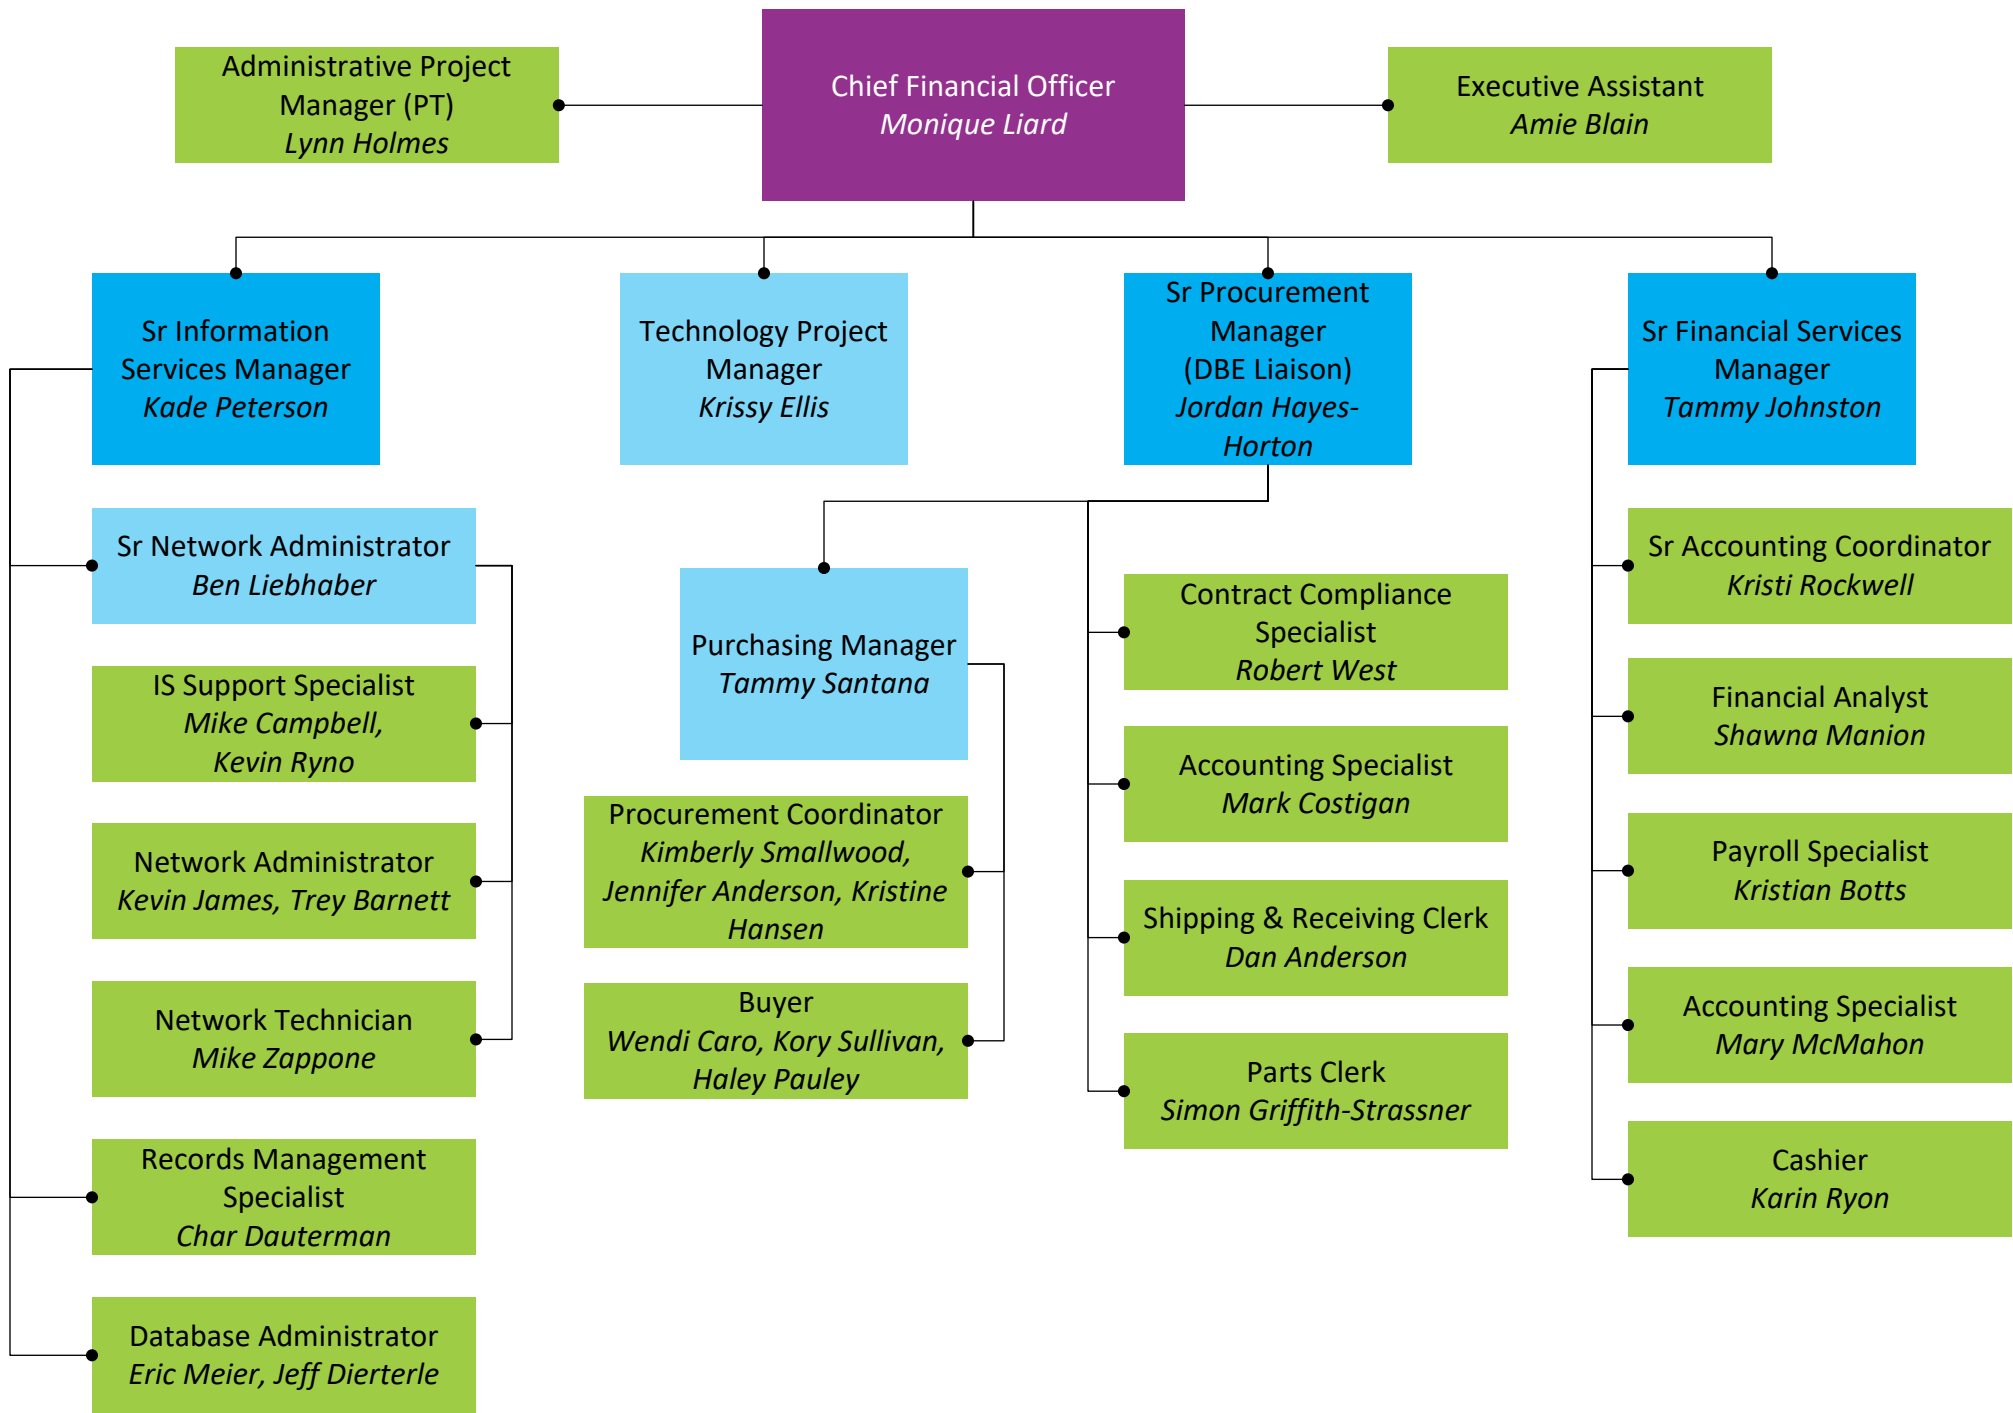 Administrative Project
Manager (PT)
Lynn Holmes
Chief Financial Officer
Monique Liard
Executive Assistant
Amie Blain
Sr Information
Services Manager
Kade Peterson
Technology Project
Manager
Krissy Ellis
Sr Procurement
Manager
(DBE Liaison)
Jordan Hayes-
Horton
Sr Financial Services
Manager
Tammy Johnston
Sr Network Administrator
Ben Liebhaber
IS Support Specialist
Mike Campbell,
Kevin Ryno
Network Administrator
Kevin James, Trey Barnett
Network Technician
Mike Zappone
Records Management
Specialist
Char Dauterman
Database Administrator
Eric Meier, Jeff Dierterle
Purchasing Manager
Tammy Santana
Procurement Coordinator
Kimberly Smallwood,
Jennifer Anderson, Kristine
Hansen
Buyer
Wendi Caro, Kory Sullivan,
Haley Pauley
Contract Compliance
Specialist
Robert West
Accounting Specialist
Mark Costigan
Shipping & Receiving Clerk
Dan Anderson
Parts Clerk
Simon Griffith-Strassner
Sr Accounting Coordinator
Kristi Rockwell
Financial Analyst
Shawna Manion
Payroll Specialist
Kristian Botts
Accounting Specialist
Mary McMahon
Cashier
Karin Ryon